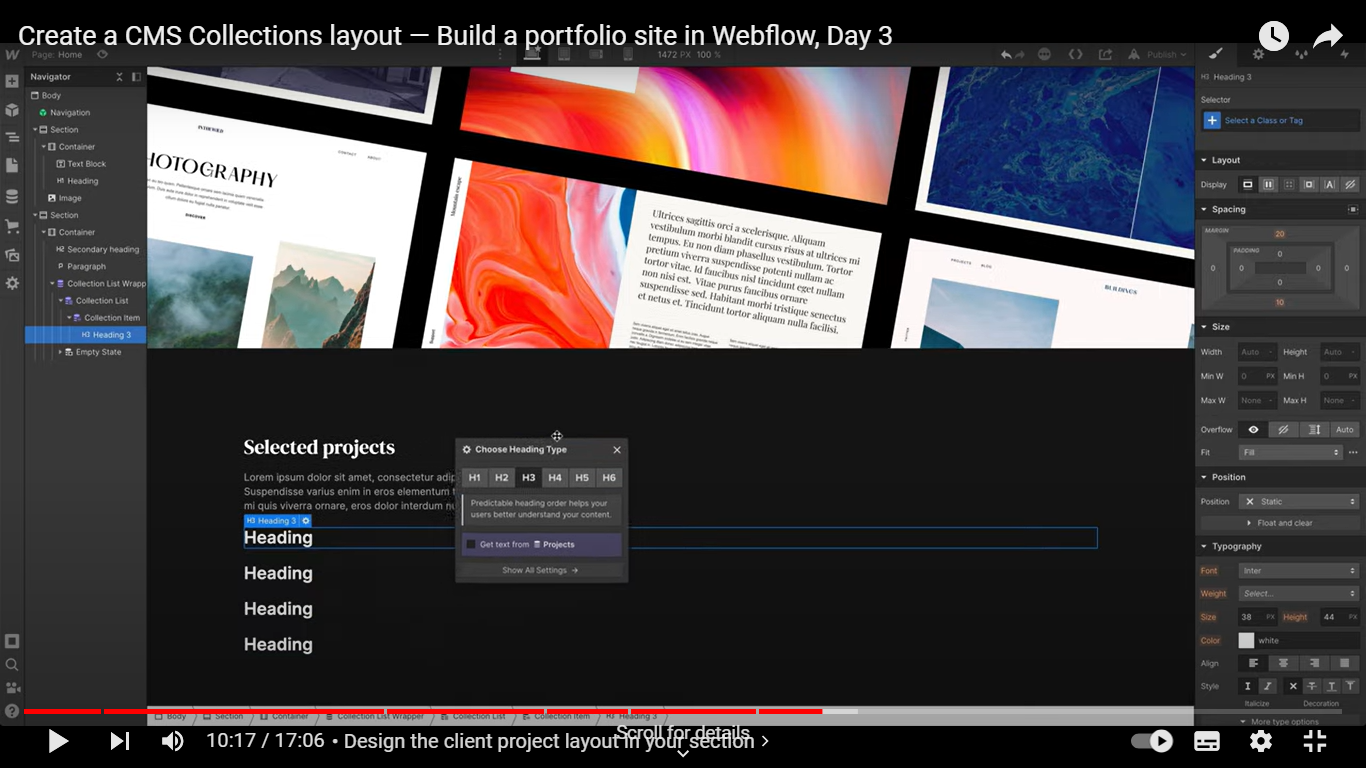 Create a CMS Collections layout — Build a portfolio site in Webflow, Day 3
Page: Home
1472 PX 100 %
Publish
Navigator
Body
Navigation
Section
Container
Text Block
H1 Heading
Image
Section
Container
H2 Secondary heading
P Paragraph
Collection List Wrapp
Collection List
Collection Item
H3 Heading 3
Empty State
INTHEWILD
CONTACT ABOUT
HOTOGRAPHY
DISCOVER
Mountain escape
Ultrices sagittis orci a scelerisque. Aliquam
vestibulum morbi blandit cursus risus at ultrices mi
tempus. Eu non diam phasellus vestibulum. Tortor
pretium viverra suspendisse potenti nullam ac
tortor vitae. Id faucibus nisl tincidunt eget nullam
non nisi est. Vitae purus faucibus ornare
suspendisse sed. Habitant morbi tristique senectus
et netus et. Tincidunt tortor aliquam nulla facilisi.
PROJECTS BLOG
BUILDINGS
Selected projects
Lorem ipsum dolor sit amet, consectetur adip
Suspendisse varius enim in eros elementum t
mi quis viverra ornare, eros dolor interdum nu
H3 Heading 3
Heading
Heading
Heading
Heading
Choose Heading Type
H1 H2 H3 H4 H5 H6
Predictable heading order helps your
users better understand your content.
Get text from Projects
Show All Settings →
H3 Heading 3
Selector
Select a Class or Tag
Layout
Display
Spacing
MARGIN
20
PADDING
0
0 0 0 0
0
10
Size
Width Auto - Height Auto -
Min W 0 PX Min H 0 PX
Max W None - Max H None -
Overflow Auto
Fit Fill
Position
Position Static
Float and clear
Typography
Font Inter
Weight Select...
Size 38 PX Height 44 PX
Color white
Align
Style
Italicize Decoration
More type options
Body Section Container Collection List Wrapper Collection List Collection Item H3 Heading 3
10:17 / 17:06 • Design the client project layout in your section
Scroll for details